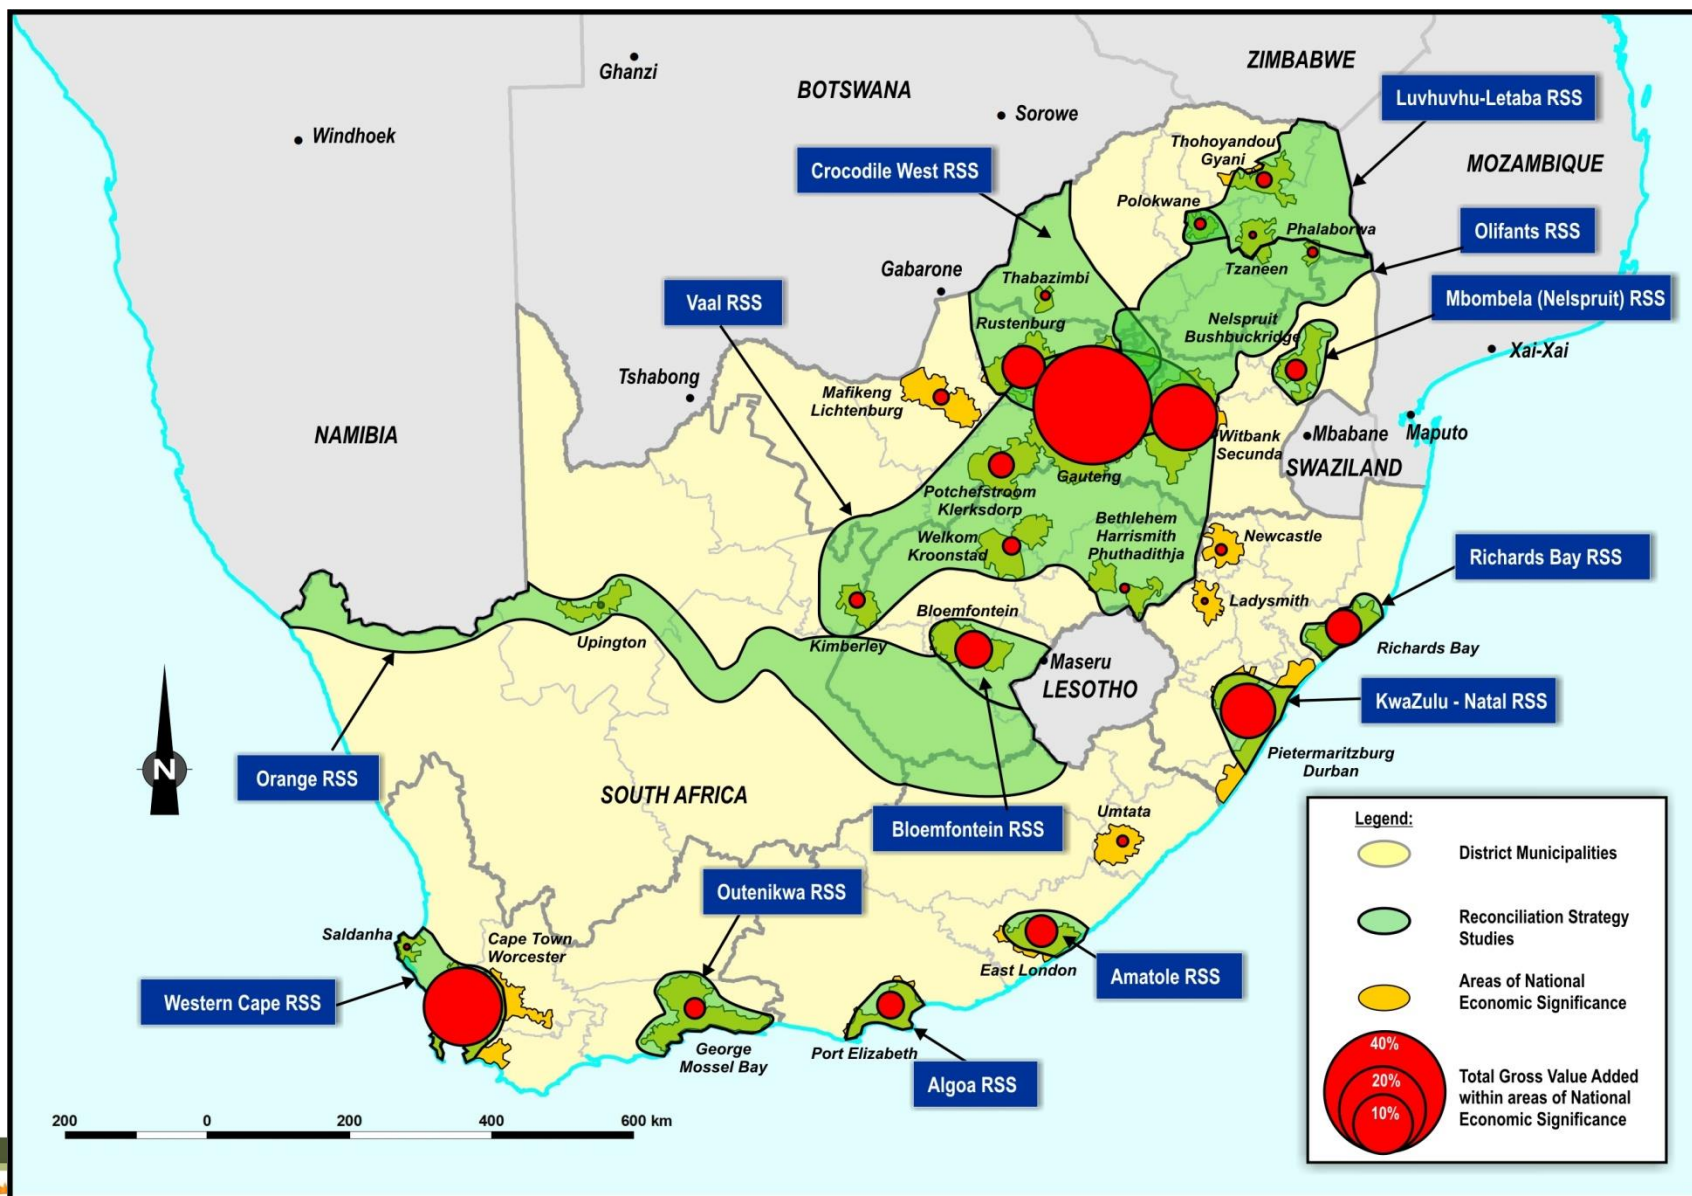 Ghanzi
ZIMBABWE
BOTSWANA
Luvhuvhu-Letaba RSS
Windhoek
Sorowe
Thohoyandou
Gyani
MOZAMBIQUE
Crocodile West RSS
Polokwane
Phalaborwa
Olifants RSS
Gabarone
Thabazimbi
Tzaneen
Vaal RSS
Mbombela (Nelspruit) RSS
Rustenburg
Nelspruit
Bushbuckridge
Xai-Xai
Tshabong
Mafikeng
Lichtenburg
NAMIBIA
Witbank
Secunda
Mbabane
Maputo
SWAZILAND
Gauteng
Potchefstroom
Klerksdorp
Bethlehem
Harrismith
Phuthadithja
Welkom
Kroonstad
Newcastle
Richards Bay RSS
Ladysmith
Bloemfontein
Upington
Kimberley
Richards Bay
Maseru
LESOTHO
KwaZulu - Natal RSS
Pietermaritzburg
Durban
N
Orange RSS
SOUTH AFRICA
Bloemfontein RSS
Umtata
Outenikwa RSS
Saldanha
Cape Town
Worcester
East London
Amatole RSS
Western Cape RSS
George
Mossel Bay
Port Elizabeth
Algoa RSS
200 0 200 400 600 km
Legend:
District Municipalities
Reconciliation Strategy
Studies
Areas of National
Economic Significance
40%
20%
10%
Total Gross Value Added
within areas of National
Economic Significance